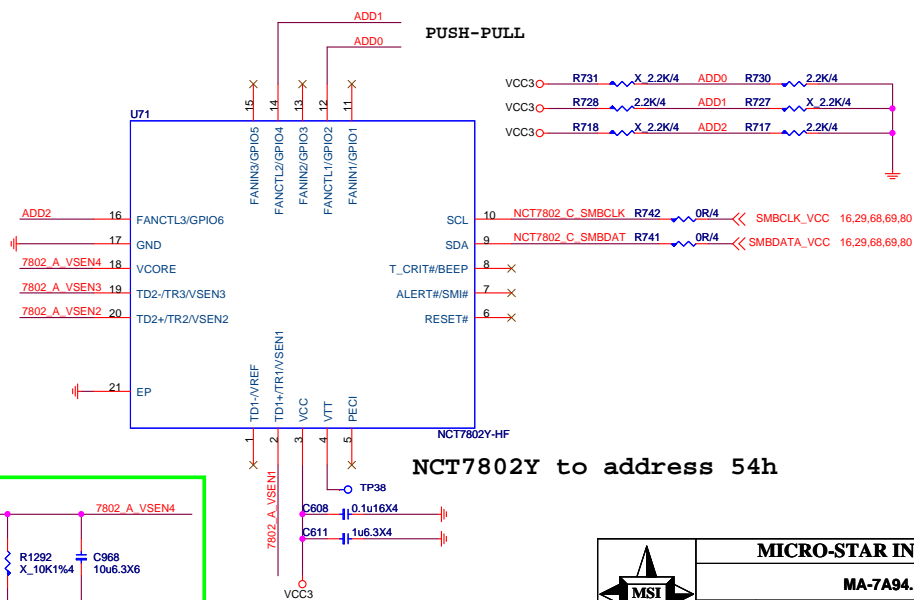 ADD1
ADD0
PUSH-PULL
VCC3 R731 X_2.2K/4 ADD0 R730 2.2K/4
VCC3 R728 2.2K/4 ADD1 R727 X_2.2K/4
VCC3 R718 X_2.2K/4 ADD2 R717 2.2K/4
15 14 13 12 11
U71
FANIN3/GPIO5
FANCTL2/GPIO4
FANIN2/GPIO3
FANCTL1/GPIO2
FANIN1/GPIO1
ADD2 16 FANCTL3/GPIO6
17 GND
7802_A_VSEN4 18 VCORE
7802_A_VSEN3 19 TD2-/TR3/VSEN3
7802_A_VSEN2 20 TD2+/TR2/VSEN2
21 EP
SCL 10 NCT7802_C_SMBCLK R742 0R/4 SMBCLK_VCC 16,29,68,69,80
SDA 9 NCT7802_C_SMBDAT R741 0R/4 SMBDATA_VCC 16,29,68,69,80
T_CRIT#/BEEP 8
ALERT#/SMI# 7
RESET# 6
TD1-/VREF
TD1+/TR1/VSEN1
VCC
VTT
PECI
1 2 3 4 5
NCT7802Y-HF
NCT7802Y to address 54h
7802_A_VSEN1
TP38
C608 0.1u16X4
C611 1u6.3X4
VCC3
7802_A_VSEN4
R1292
X_10K1%4
C968
10u6.3X6
MSI
MICRO-STAR IN
MA-7A94.